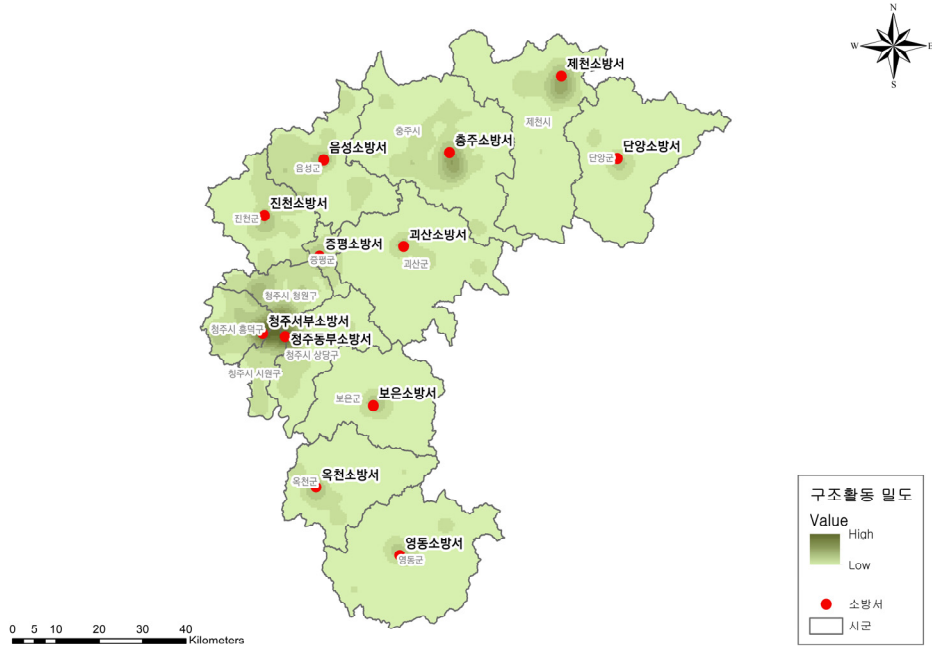 N
W
E
S
제천소방서
충주시
제천시
충주소방서
음성소방서
단양소방서
음성군
단양군
진천소방서
진천군
괴산소방서
증평소방서
증평군
괴산군
청주시 청원구
청주서부소방서
청주시 흥덕구
청주동부소방서
청주시 상당구
청주시 서원구
보은소방서
보은군
옥천소방서
옥천군
영동소방서
영동군
구조활동 밀도
Value
High
Low
소방서
시군
0 5 10 20 30 40
Kilometers